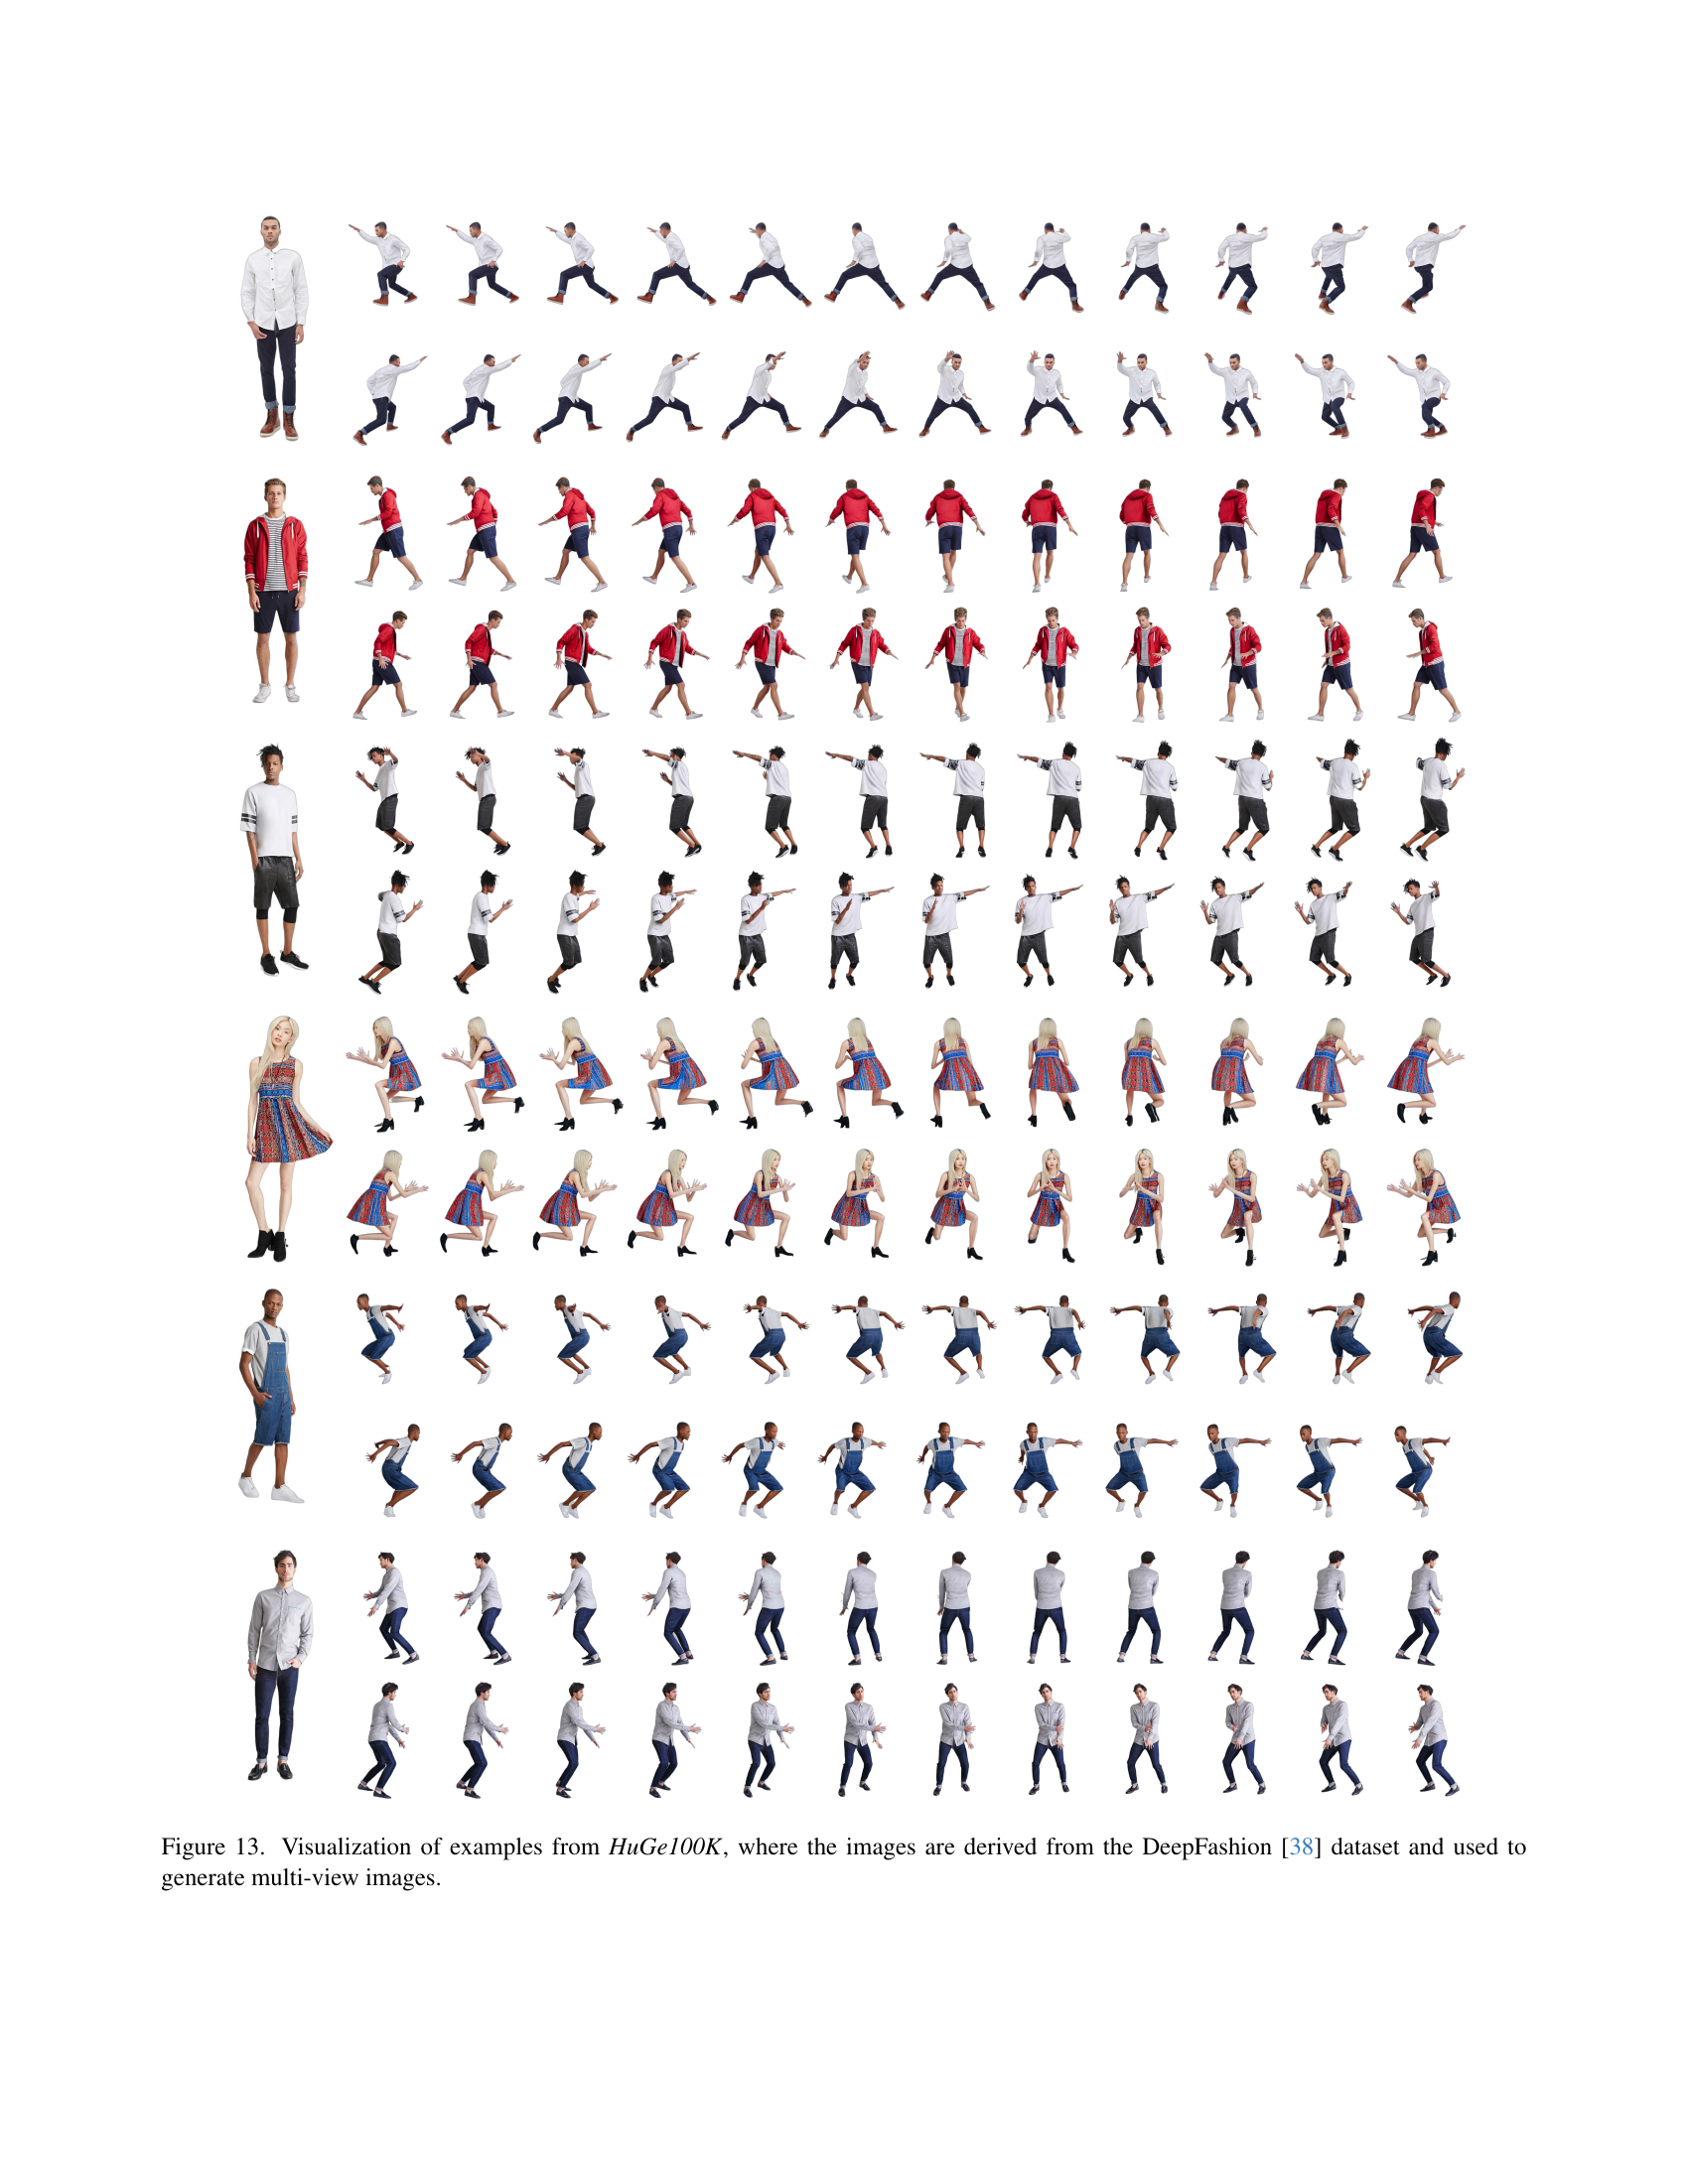 Figure 13. Visualization of examples from HuGe100K, where the images are derived from the DeepFashion [38] dataset and used to
generate multi-view images.